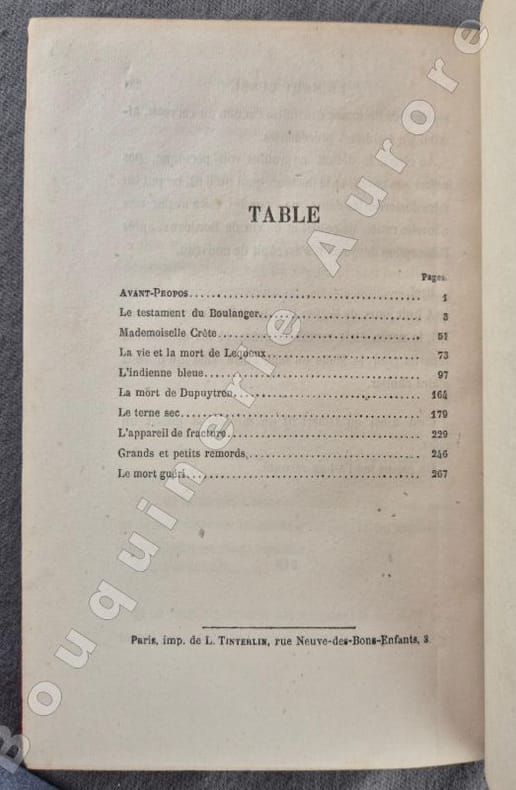 TABLE
Pages.
AVANT-PROPOS........ 1
Le testament du Boulanger........ 3
Mademoiselle Crête........ 51
La vie et la mort de Lequeux........ 73
L'indienne bleue........ 97
La mort de Dupuytren........ 164
Le terne sec........ 179
L'appareil de fracture........ 229
Grands et petits remords........ 246
Le mort guéri........ 267
Paris, imp. de L. TINTERLIN, rue Neuve-des-Bons-Enfants, 3.
Bouquinerie Aurore